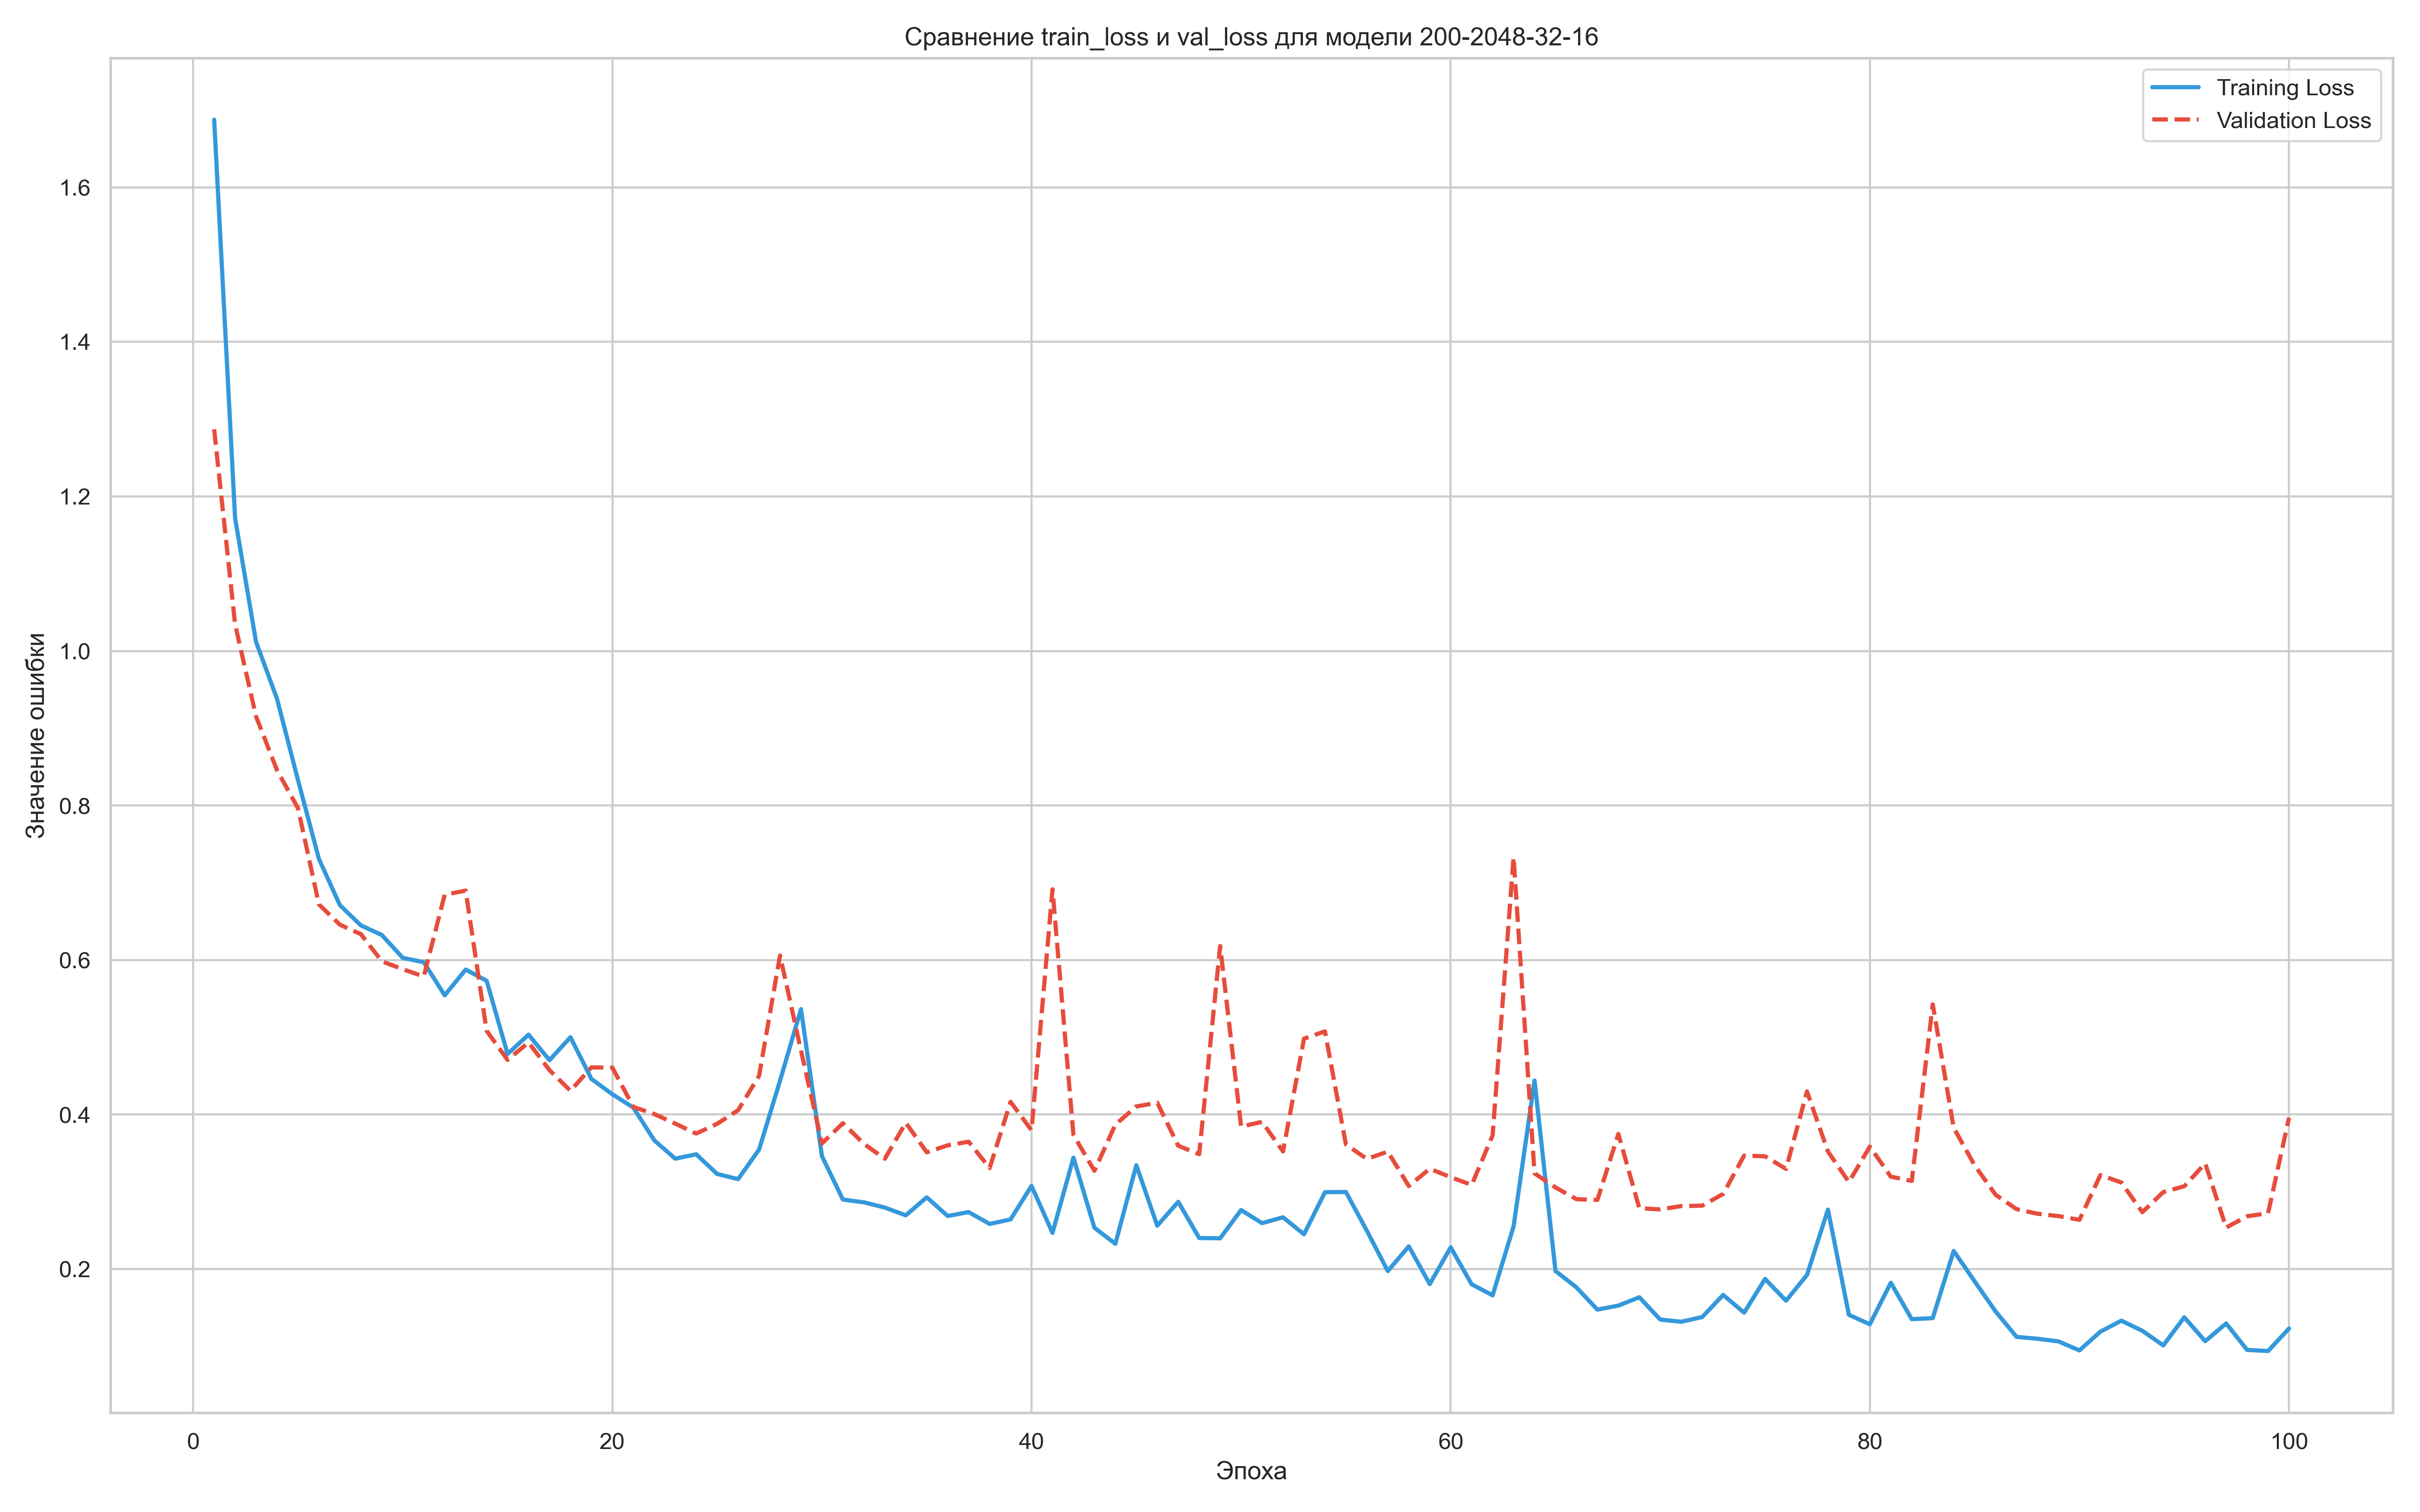 Сравнение train_loss и val_loss для модели 200-2048-32-16
Training Loss
Validation Loss
Значение ошибки
1.6
1.4
1.2
1.0
0.8
0.6
0.4
0.2
0 20 40 60 80 100
Эпоха